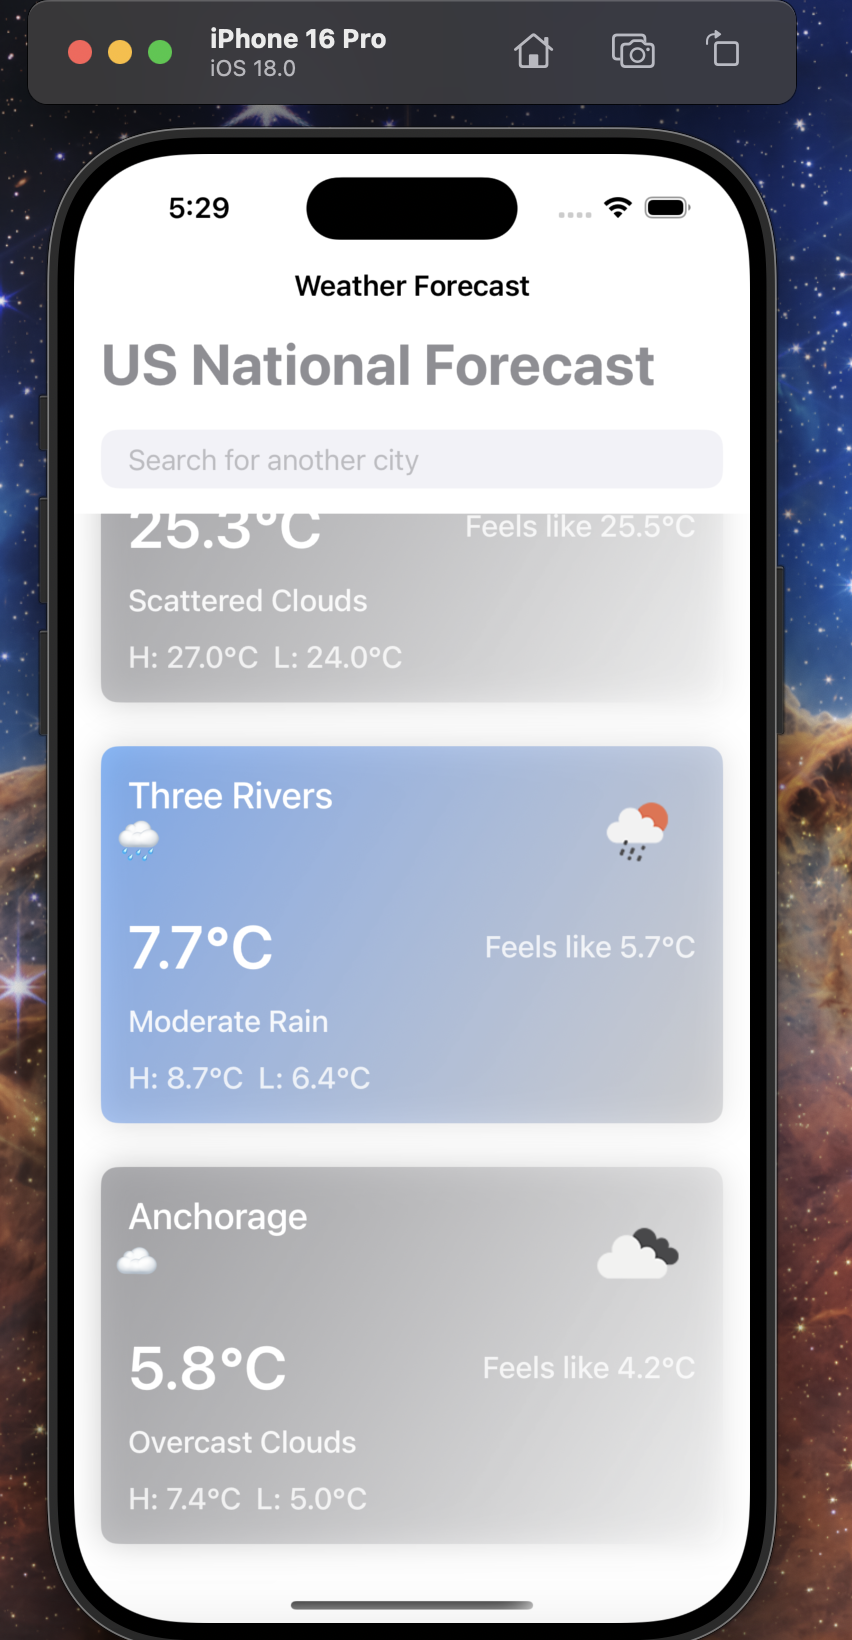 iPhone 16 Pro
iOS 18.0
5:29
Weather Forecast
US National Forecast
Search for another city
25.3°C
Feels like 25.5°C
Scattered Clouds
H: 27.0°C L: 24.0°C
Three Rivers
7.7°C
Feels like 5.7°C
Moderate Rain
H: 8.7°C L: 6.4°C
Anchorage
5.8°C
Feels like 4.2°C
Overcast Clouds
H: 7.4°C L: 5.0°C